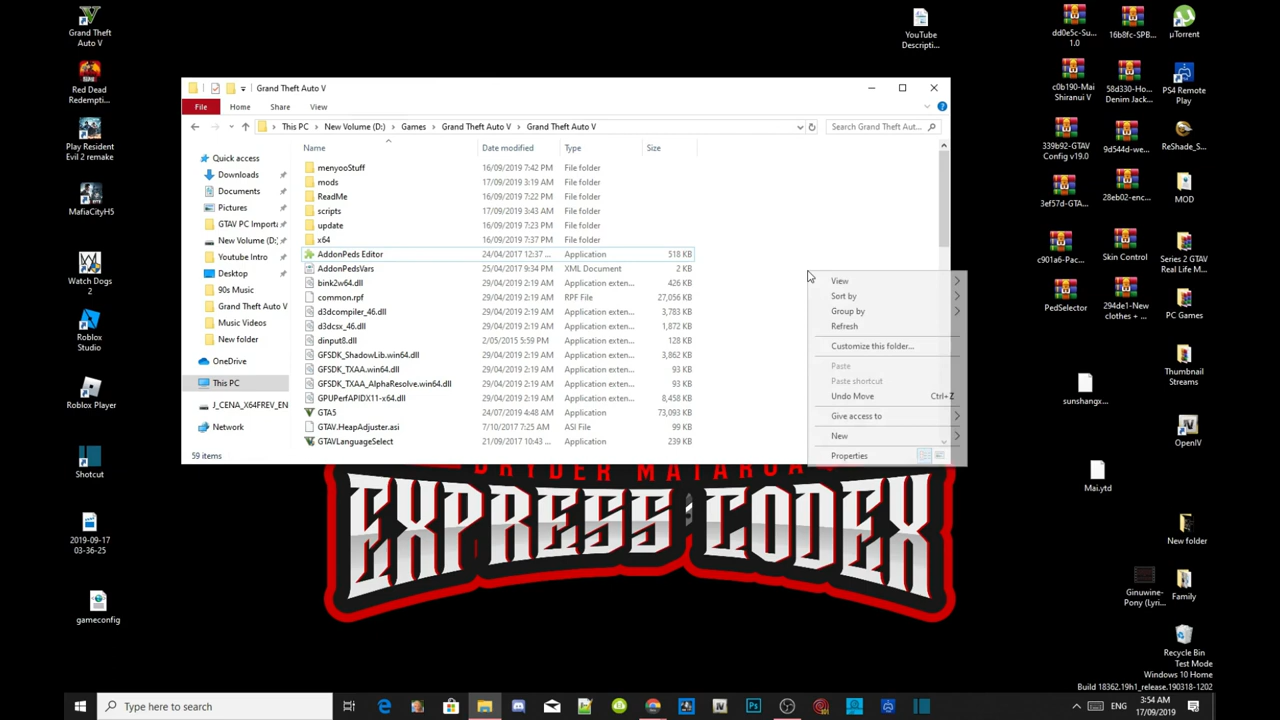 Grand Theft
Auto V
Red Dead
Redemptio...
Play Resident
Evil 2 remake
MafiaCityH5
Watch Dogs
2
Roblox
Studio
Roblox Player
Shotcut
2019-09-17
03-36-25
gameconfig
YouTube
Descripti...
Grand Theft Auto V
File
Home
Share
View
This PC
New Volume (D:)
Games
Grand Theft Auto V
Grand Theft Auto V
Search Grand Theft Aut...
Quick access
Downloads
Documents
Pictures
GTAV PC Importa
New Volume (D:
Youtube Intro
Desktop
90s Music
Grand Theft Auto V
Music Videos
New folder
OneDrive
This PC
J_CENA_X64FREV_EN
Network
Name Date modified Type Size
menyooStuff 16/09/2019 7:42 PM File folder
mods 17/09/2019 3:19 AM File folder
ReadMe 16/09/2019 7:22 PM File folder
scripts 17/09/2019 3:43 AM File folder
update 16/09/2019 7:23 PM File folder
x64 16/09/2019 7:37 PM File folder
AddonPeds Editor 24/04/2017 12:37 ... Application 518 KB
AddonPedsVars 25/04/2017 9:34 PM XML Document 2 KB
bink2w64.dll 29/04/2019 2:19 AM Application exten... 426 KB
common.rpf 29/04/2019 2:19 AM RPF File 27,056 KB
d3dcompiler_46.dll 29/04/2019 2:19 AM Application exten... 3,783 KB
d3dcsx_46.dll 29/04/2019 2:19 AM Application exten... 1,872 KB
dinput8.dll 2/05/2015 5:59 PM Application exten... 128 KB
GFSDK_ShadowLib.win64.dll 29/04/2019 2:19 AM Application exten... 3,862 KB
GFSDK_TXAA.win64.dll 29/04/2019 2:19 AM Application exten... 93 KB
GFSDK_TXAA_AlphaResolve.win64.dll 29/04/2019 2:19 AM Application exten... 93 KB
GPUPerfAPIDX11-x64.dll 29/04/2019 2:19 AM Application exten... 8,458 KB
GTA5 24/07/2019 4:48 AM Application 73,093 KB
GTAV.HeapAdjuster.asi 7/10/2017 7:25 AM ASI File 99 KB
GTAVLanguageSelect 21/09/2017 10:43 ... Application 239 KB
59 items
View
Sort by
Group by
Refresh
Customize this folder...
Paste
Paste shortcut
Undo Move Ctrl+Z
Give access to
New
Properties
EXPRESS CODEX
dd0e5c-Su...
1.0
16b8fc-SPB...
µTorrent
c0b190-Mai
Shiranui V
58d330-Ho...
Denim Jack...
PS4 Remote
Play
339b92-GTAV
Config v19.0
9d544d-we...
ReShade_S...
3ef57d-GTA...
28eb02-enc...
MOD
c901a6-Pac...
Skin Control
Series 2 GTAV
Real Life M...
PedSelector
294de1-New
clothes + ...
PC Games
Thumbnail
Streams
sunshangx...
OpenIV
Mai.ytd
New folder
Ginuwine-
Pony (Lyri...
Family
Recycle Bin
Test Mode
Windows 10 Home
Build 18362.19h1_release.190318-1202
Type here to search
ENG
3:54 AM
17/09/2019